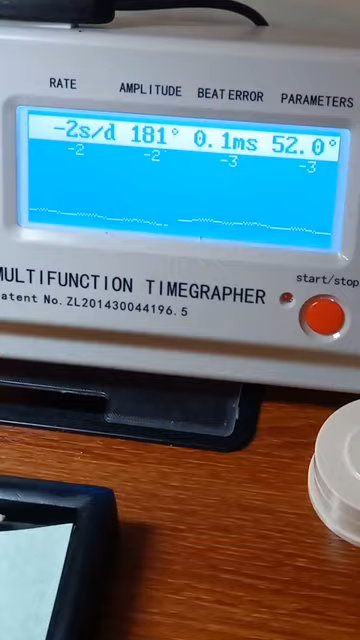 RATE AMPLITUDE BEAT ERROR PARAMETERS
-2s/d 181° 0.1ms 52.0°
-2 -2 -3 -3
MULTIFUNCTION TIMEGRAPHER
start/stop
atent No. ZL201430044196.5